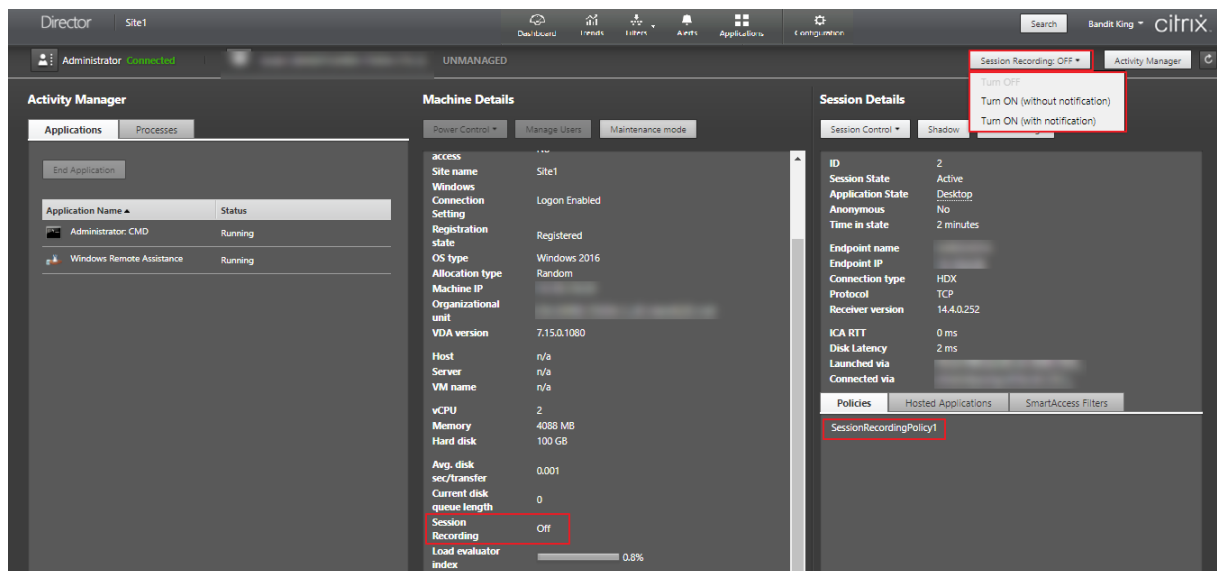 Director Site1 Dashboard Trends Filters Alerts Applications Configuration Search Bandit King citrix
Administrator Connected UNMANAGED Session Recording: OFF Activity Manager
Turn OFF
Turn ON (without notification)
Turn ON (with notification)
Activity Manager
Applications Processes
End Application
Application Name Status
Administrator: CMD Running
Windows Remote Assistance Running
Machine Details
Power Control Manage Users Maintenance mode
access No
Site name Site1
Windows
Connection Logon Enabled
Setting
Registration
state Registered
OS type Windows 2016
Allocation type Random
Machine IP
Organizational
unit
VDA version 7.15.0.1080
Host n/a
Server n/a
VM name n/a
vCPU 2
Memory 4088 MB
Hard disk 100 GB
Avg. disk
sec/transfer 0.001
Current disk
queue length 0
Session
Recording Off
Load evaluator
index 0.8%
Session Details
Session Control Shadow
ID 2
Session State Active
Application State Desktop
Anonymous No
Time in state 2 minutes
Endpoint name
Endpoint IP
Connection type HDX
Protocol TCP
Receiver version 14.4.0.252
ICA RTT 0 ms
Disk Latency 2 ms
Launched via
Connected via
Policies Hosted Applications SmartAccess Filters
SessionRecordingPolicy1